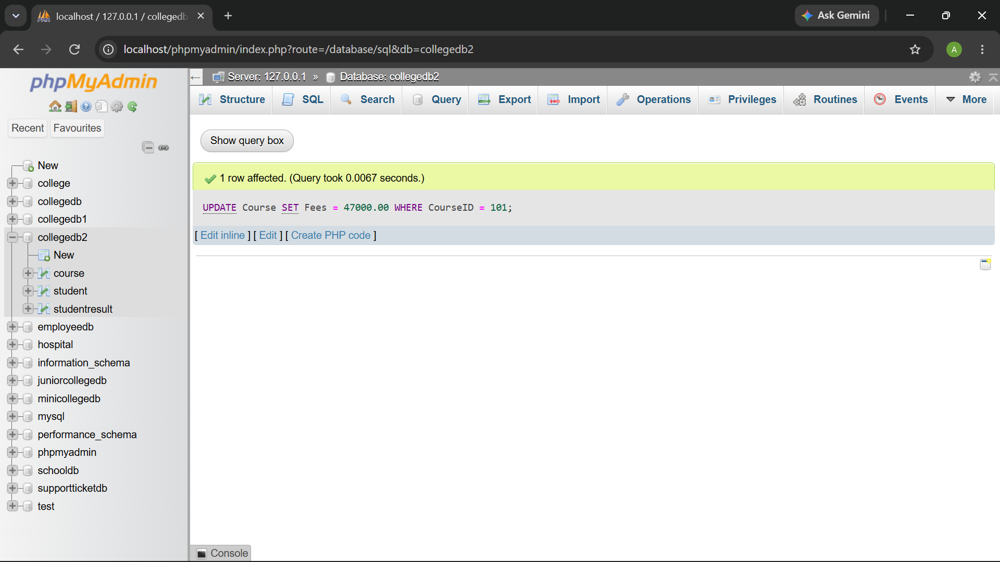 localhost / 127.0.0.1 / collegedb
Ask Gemini
localhost/phpmyadmin/index.php?route=/database/sql&db=collegedb2
A
phpMyAdmin
Recent
Favourites
New
college
collegedb
collegedb1
collegedb2
New
course
student
studentresult
employeedb
hospital
information_schema
juniorcollegedb
minicollegedb
mysql
performance_schema
phpmyadmin
schooldb
supportticketdb
test
Server: 127.0.0.1 » Database: collegedb2
Structure SQL Search Query Export Import Operations Privileges Routines Events More
Show query box
1 row affected. (Query took 0.0067 seconds.)
UPDATE Course SET Fees = 47000.00 WHERE CourseID = 101;
[ Edit inline ] [ Edit ] [ Create PHP code ]
Console